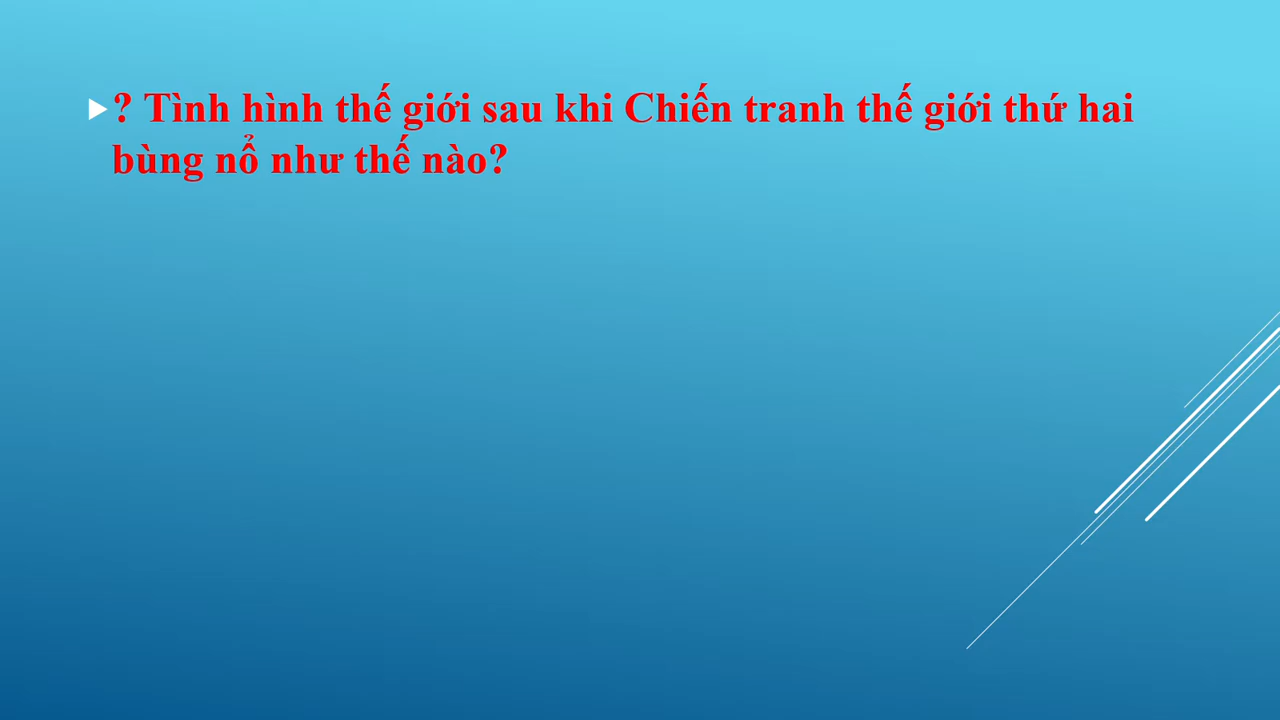 ? Tình hình thế giới sau khi Chiến tranh thế giới thứ hai
bùng nổ như thế nào?